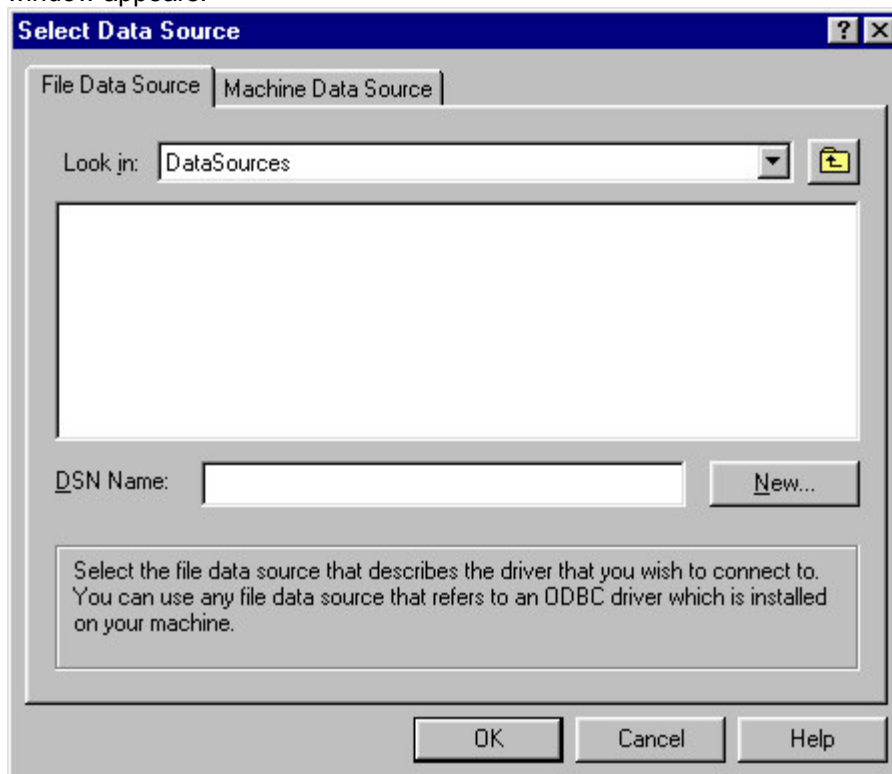 window appears.
Select Data Source
File Data Source Machine Data Source
Look in: DataSources
DSN Name: New...
Select the file data source that describes the driver that you wish to connect to.
You can use any file data source that refers to an ODBC driver which is installed
on your machine.
OK Cancel Help